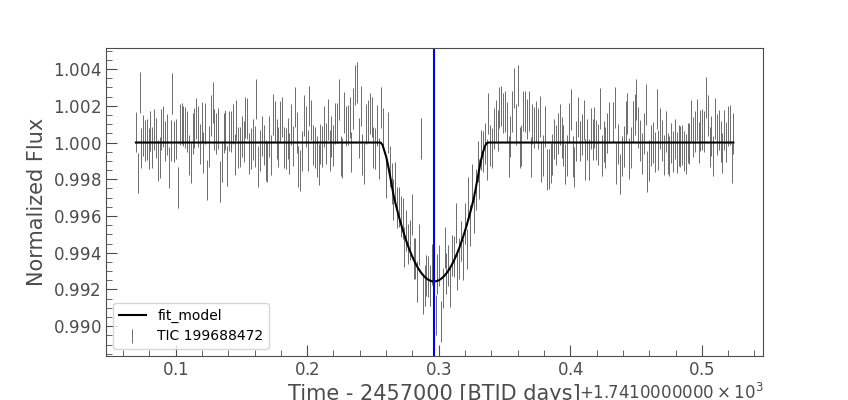 Normalized Flux
1.004
1.002
1.000
0.998
0.996
0.994
0.992
0.990
fit_model
TIC 199688472
0.1
0.2
0.3
0.4
0.5
Time - 2457000 [BTJD days]
+1.7410000000 × 10³